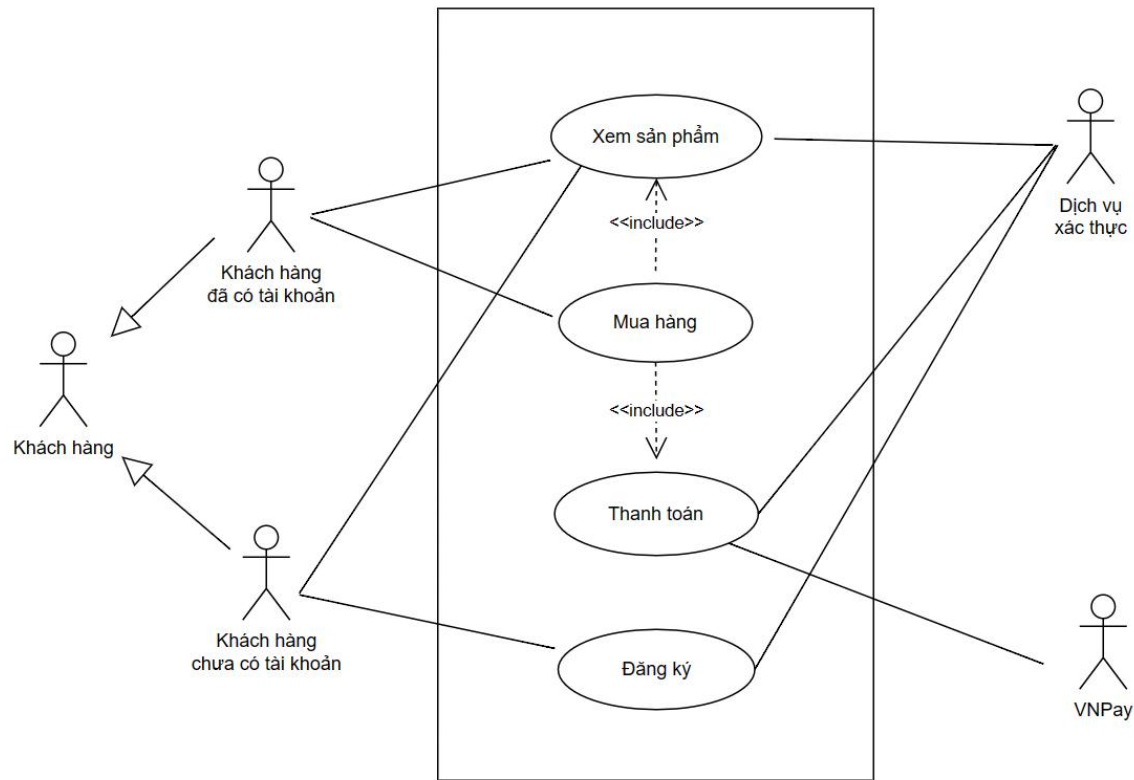 Xem sản phẩm
<<include>>
Khách hàng
đã có tài khoản
Dịch vụ
xác thực
Mua hàng
<<include>>
Khách hàng
Thanh toán
Khách hàng
chưa có tài khoản
Đăng ký
VNPay